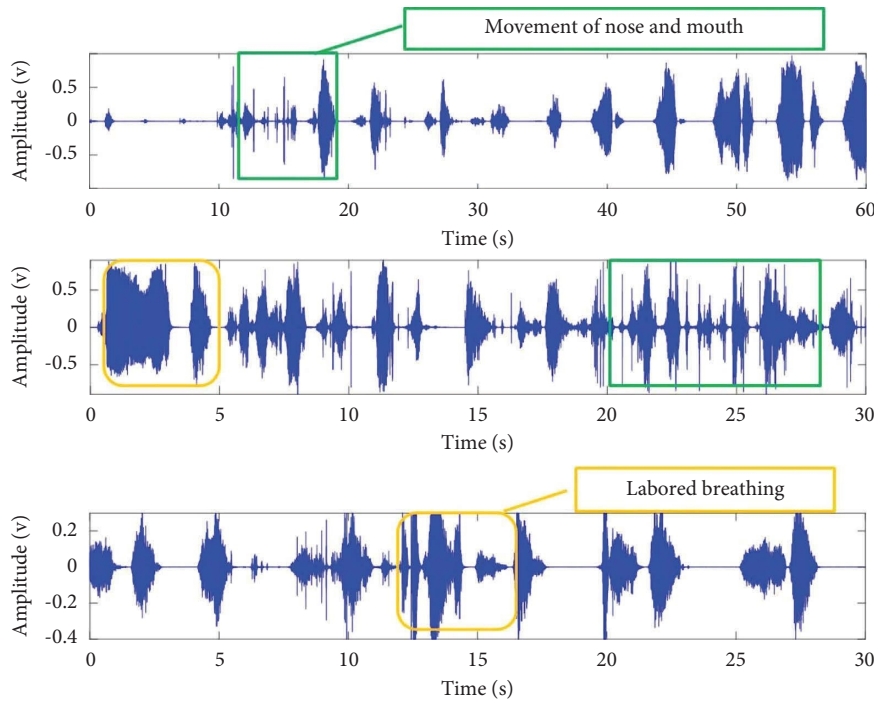 Movement of nose and mouth
Amplitude (v)
0.5
0
-0.5
0 10 20 30 40 50 60
Time (s)
Amplitude (v)
0.5
0
-0.5
0 5 10 15 20 25 30
Time (s)
Labored breathing
Amplitude (v)
0.2
0
-0.2
-0.4
0 5 10 15 20 25 30
Time (s)